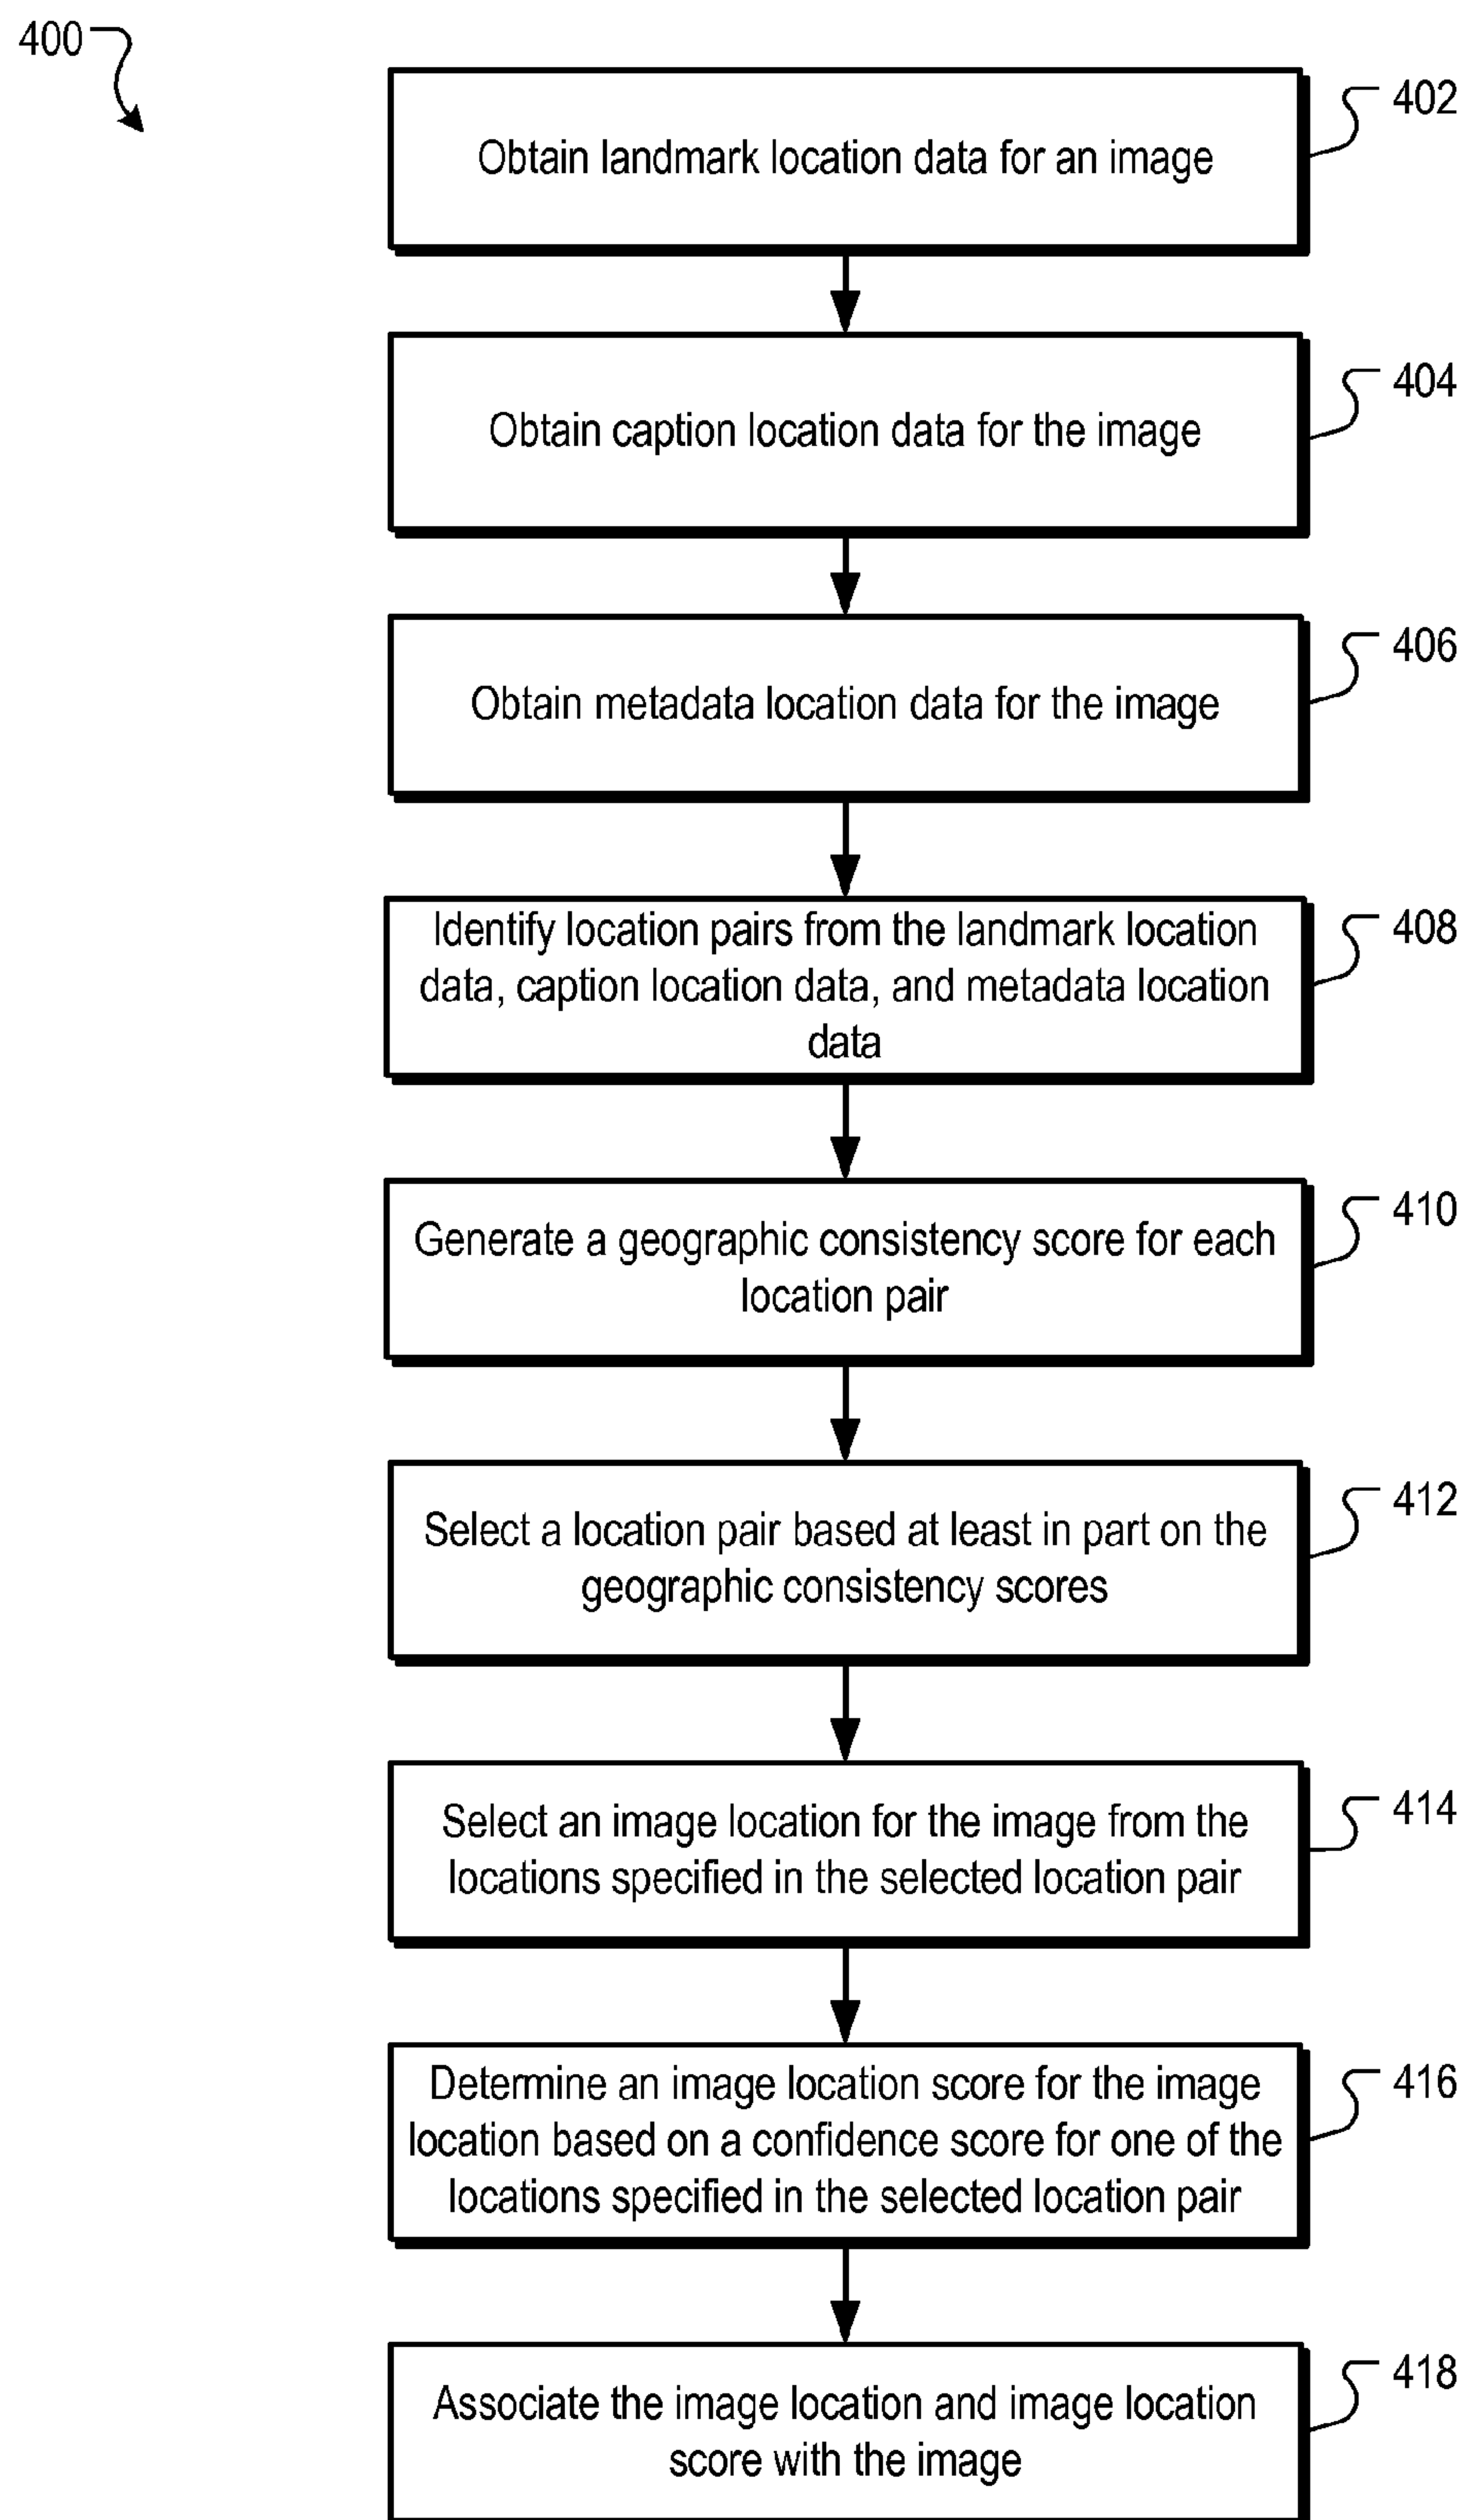 400
402
Obtain landmark location data for an image
404
Obtain caption location data for the image
406
Obtain metadata location data for the image
408
Identify location pairs from the landmark location
data, caption location data, and metadata location
data
410
Generate a geographic consistency score for each
location pair
412
Select a location pair based at least in part on the
geographic consistency scores
414
Select an image location for the image from the
locations specified in the selected location pair
416
Determine an image location score for the image
location based on a confidence score for one of the
locations specified in the selected location pair
418
Associate the image location and image location
score with the image